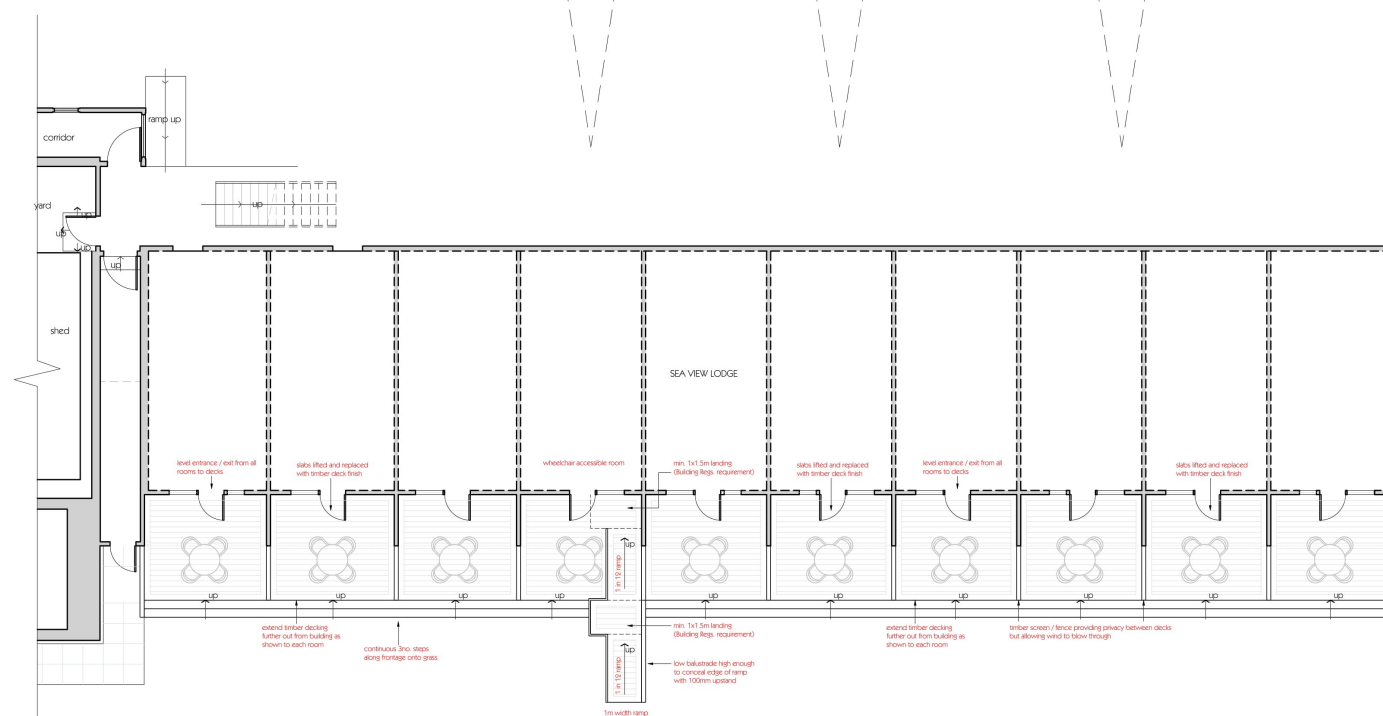 ramp up
corridor
yard
up
up
up
up
up
shed
SEA VIEW LODGE
level entrance / exit from all
rooms to decks
slabs lifted and replaced
with timber deck finish
wheelchair accessible room
min. 1x1.5m landing
(Building Regs. requirement)
slabs lifted and replaced
with timber deck finish
level entrance / exit from all
rooms to decks
slabs lifted and replaced
with timber deck finish
up
1 in 12 ramp
up
up
up
up
up
up
up
up
up
up
extend timber decking
further out from building as
shown to each room
continuous 3no. steps
along frontage onto grass
min. 1x1.5m landing
(Building Regs. requirement)
extend timber decking
further out from building as
shown to each room
timber screen / fence providing privacy between decks
but allowing wind to blow through
up
1 in 12 ramp
low balustrade high enough
to conceal edge of ramp
with 100mm upstand
1m width ramp